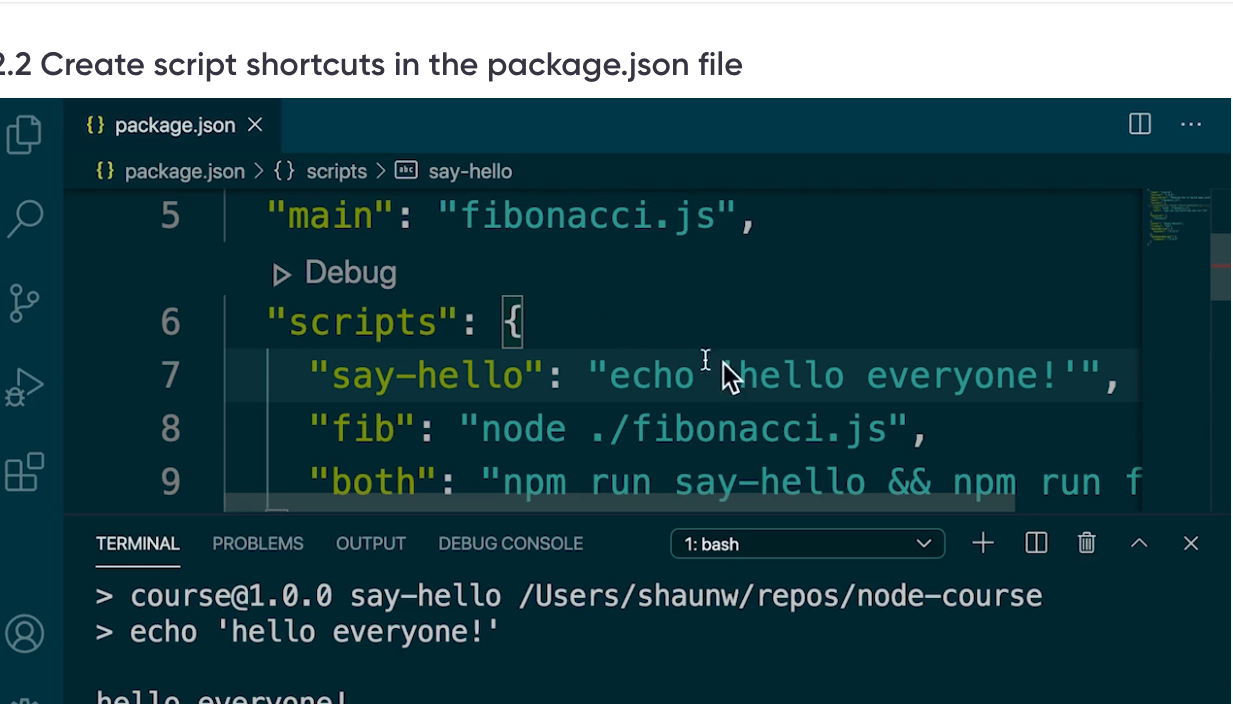 2.2 Create script shortcuts in the package.json file
{} package.json ×
{} package.json > {} scripts > abc say-hello
5 "main": "fibonacci.js",
Debug
6 "scripts": {
7 "say-hello": "echo 'hello everyone!'",
8 "fib": "node ./fibonacci.js",
9 "both": "npm run say-hello && npm run f
TERMINAL PROBLEMS OUTPUT DEBUG CONSOLE 1: bash
> course@1.0.0 say-hello /Users/shaunw/repos/node-course
> echo 'hello everyone!'
hello everyone!